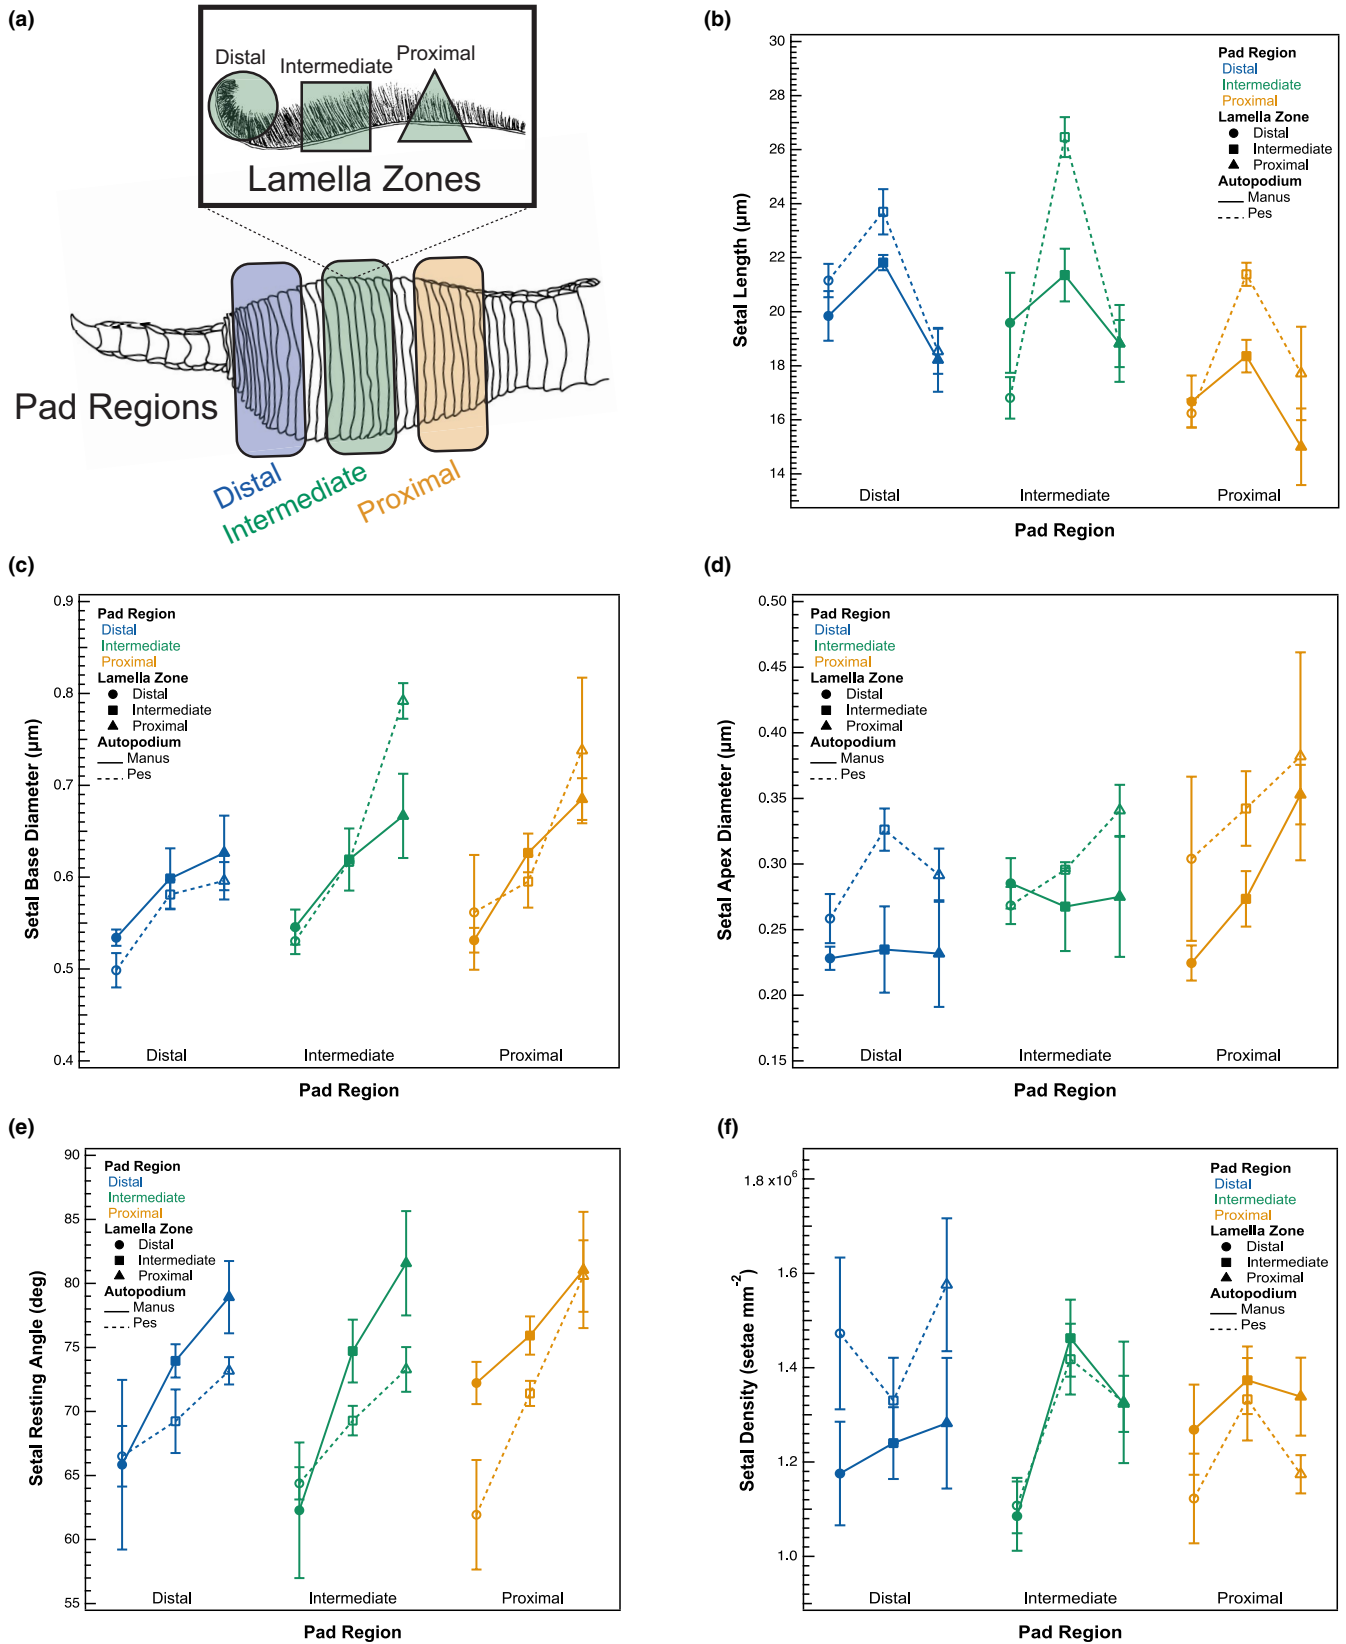 (a)
Distal
Intermediate
Proximal
Lamella Zones
Pad Regions
Distal
Intermediate
Proximal
(b)
30
28
26
24
22
20
18
16
14
Setal Length (µm)
Pad Region
Distal
Intermediate
Proximal
Lamella Zone
Distal
Intermediate
Proximal
Autopodium
Manus
Pes
Distal
Intermediate
Proximal
Pad Region
(c)
0.9
0.8
0.7
0.6
0.5
0.4
Setal Base Diameter (µm)
Pad Region
Distal
Intermediate
Proximal
Lamella Zone
Distal
Intermediate
Proximal
Autopodium
Manus
Pes
Distal
Intermediate
Proximal
Pad Region
(d)
0.50
0.45
0.40
0.35
0.30
0.25
0.20
0.15
Setal Apex Diameter (µm)
Pad Region
Distal
Intermediate
Proximal
Lamella Zone
Distal
Intermediate
Proximal
Autopodium
Manus
Pes
Distal
Intermediate
Proximal
Pad Region
(e)
90
85
80
75
70
65
60
55
Setal Resting Angle (deg)
Pad Region
Distal
Intermediate
Proximal
Lamella Zone
Distal
Intermediate
Proximal
Autopodium
Manus
Pes
Distal
Intermediate
Proximal
Pad Region
(f)
1.8 x10⁶
1.6
1.4
1.2
1.0
Setal Density (setae mm⁻²)
Pad Region
Distal
Intermediate
Proximal
Lamella Zone
Distal
Intermediate
Proximal
Autopodium
Manus
Pes
Distal
Intermediate
Proximal
Pad Region